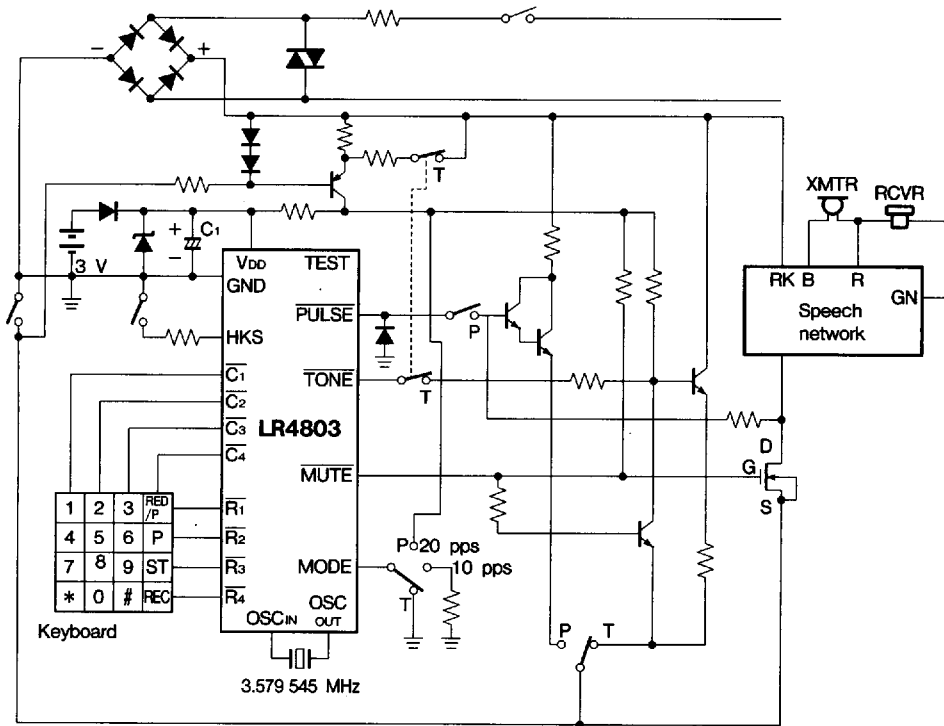 − +
T
XMTR RCVR
+ C1 −
3 V
VDD TEST
GND
RK B R
GN
Speech
network
PULSE
P
HKS
C1
TONE
T
C2
LR4803
C3
D
C4
MUTE
G
S
1 2 3 RED/P
R1
4 5 6 P
R2
P 20 pps
7 8 9 ST
R3
MODE
10 pps
* 0 # REC
R4
T
OSC IN OSC OUT
Keyboard
P T
3.579 545 MHz